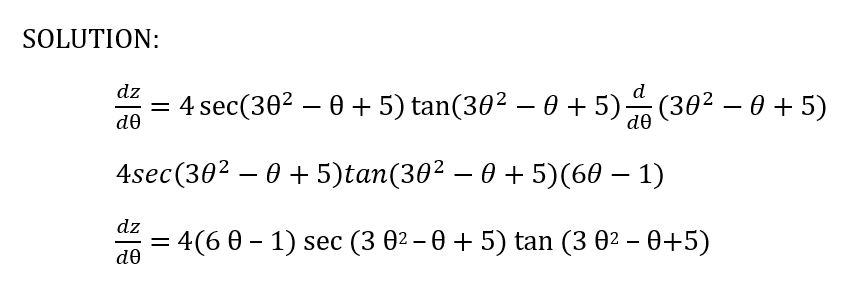 SOLUTION:
dz/dθ = 4 sec(3θ² − θ + 5) tan(3θ² − θ + 5) d/dθ (3θ² − θ + 5)
4sec(3θ² − θ + 5)tan(3θ² − θ + 5)(6θ − 1)
dz/dθ = 4(6 θ – 1) sec (3 θ² – θ + 5) tan (3 θ² – θ+5)